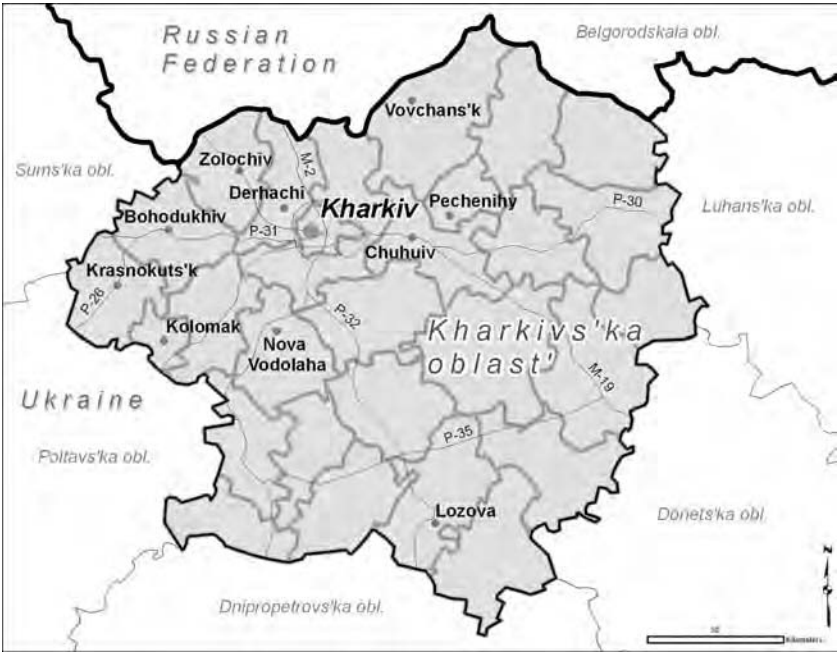 Russian
Federation
Belgorodskaia obl.
Vovchans'k
Sums'ka obl.
Zolochiv
M-2
Derhachi
Kharkiv
Pechenihy
P-30
Luhans'ka obl.
Bohodukhiv
P-31
Chuhuiv
Krasnokuts'k
P-26
Kolomak
P-32
Kharkivs'ka
oblast'
Nova
Vodolaha
M-19
Ukraine
P-35
Poltavs'ka obl.
Lozova
Donets'ka obl.
N
Dnipropetrovs'ka obl.
Kilometers